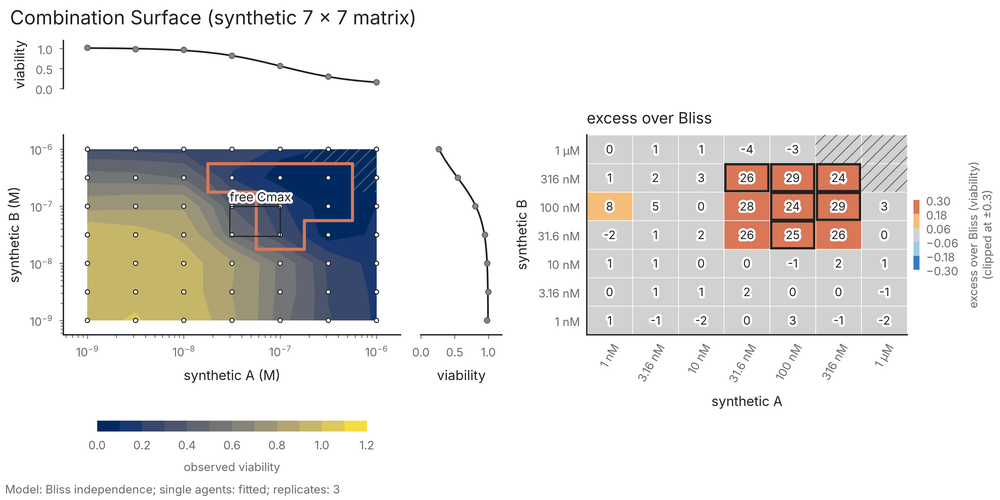 Combination Surface (synthetic 7 × 7 matrix)
viability
1.0
0.5
0.0
synthetic B (M)
10⁻⁶
10⁻⁷
10⁻⁸
10⁻⁹
free Cmax
10⁻⁹ 10⁻⁸ 10⁻⁷ 10⁻⁶
synthetic A (M)
0.0 0.5 1.0
viability
0.0 0.2 0.4 0.6 0.8 1.0 1.2
observed viability
excess over Bliss
synthetic B
1 µM 0 1 1 -4 -3
316 nM 1 2 3 26 29 24
100 nM 8 5 0 28 24 29 3
31.6 nM -2 1 2 26 25 26 0
10 nM 1 1 0 0 -1 2 1
3.16 nM 0 1 1 2 0 0 -1
1 nM 1 -1 -2 0 3 -1 -2
1 nM 3.16 nM 10 nM 31.6 nM 100 nM 316 nM 1 µM
synthetic A
0.30
0.18
0.06
−0.06
−0.18
−0.30
excess over Bliss (viability)
(clipped at ±0.3)
Model: Bliss independence; single agents: fitted; replicates: 3